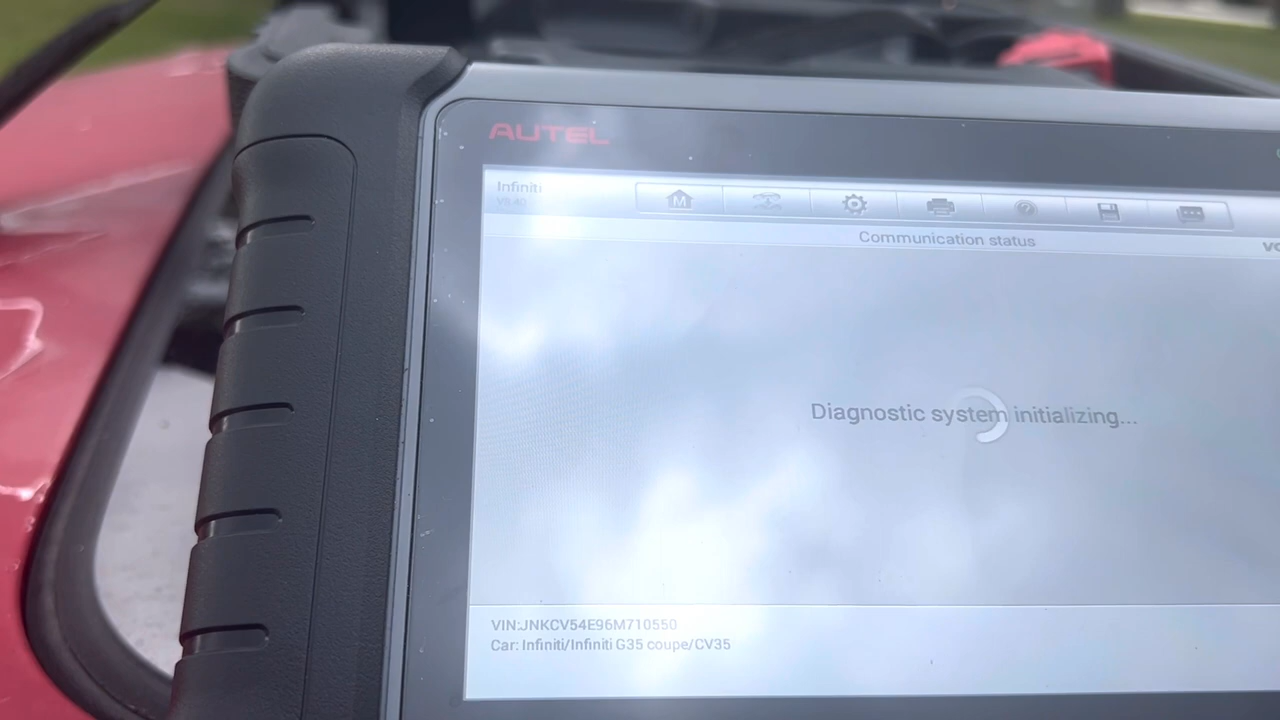 AUTEL
Infiniti
M
Communication status
Diagnostic system initializing...
VIN:JNKCV54E96M710550
Car: Infiniti/Infiniti G35 coupe/CV35